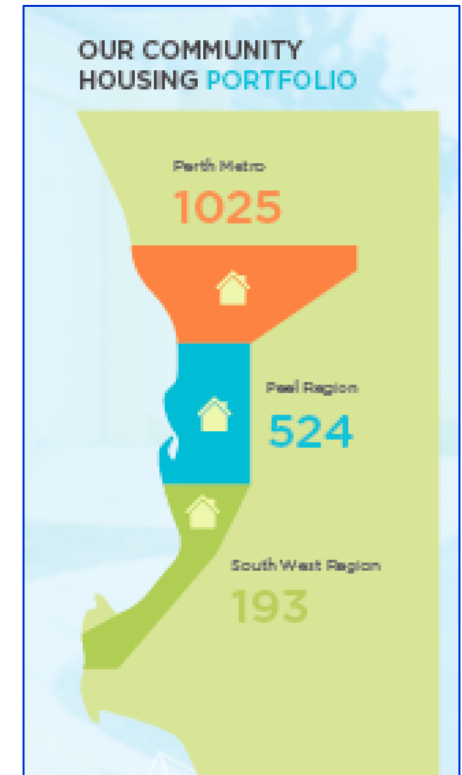 OUR COMMUNITY
HOUSING PORTFOLIO
Perth Metro
1025
Peel Region
524
South West Region
193